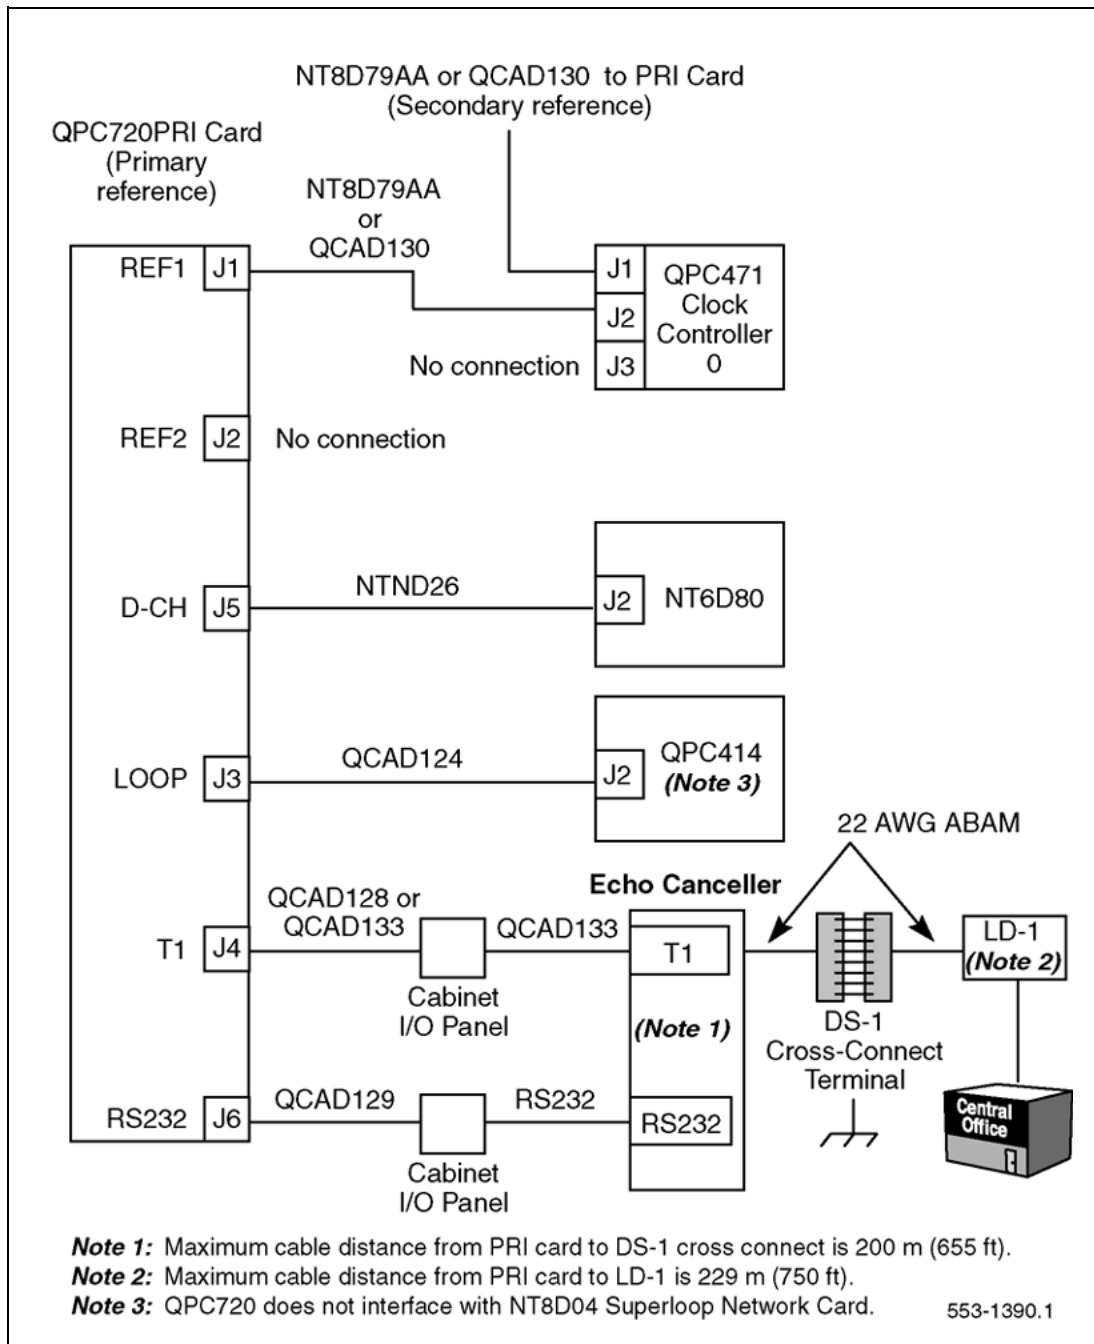 NT8D79AA or QCAD130 to PRI Card
(Secondary reference)
QPC720PRI Card
(Primary
reference)
NT8D79AA
or
QCAD130
REF1
J1
J1
J2
J3
QPC471
Clock
Controller
0
No connection
REF2
J2
No connection
D-CH
J5
NTND26
J2
NT6D80
LOOP
J3
QCAD124
J2
QPC414
(Note 3)
22 AWG ABAM
Echo Canceller
T1
J4
QCAD128 or
QCAD133
Cabinet
I/O Panel
QCAD133
T1
(Note 1)
DS-1
Cross-Connect
Terminal
LD-1
(Note 2)
Central
Office
RS232
J6
QCAD129
Cabinet
I/O Panel
RS232
RS232
Note 1: Maximum cable distance from PRI card to DS-1 cross connect is 200 m (655 ft).
Note 2: Maximum cable distance from PRI card to LD-1 is 229 m (750 ft).
Note 3: QPC720 does not interface with NT8D04 Superloop Network Card.
553-1390.1